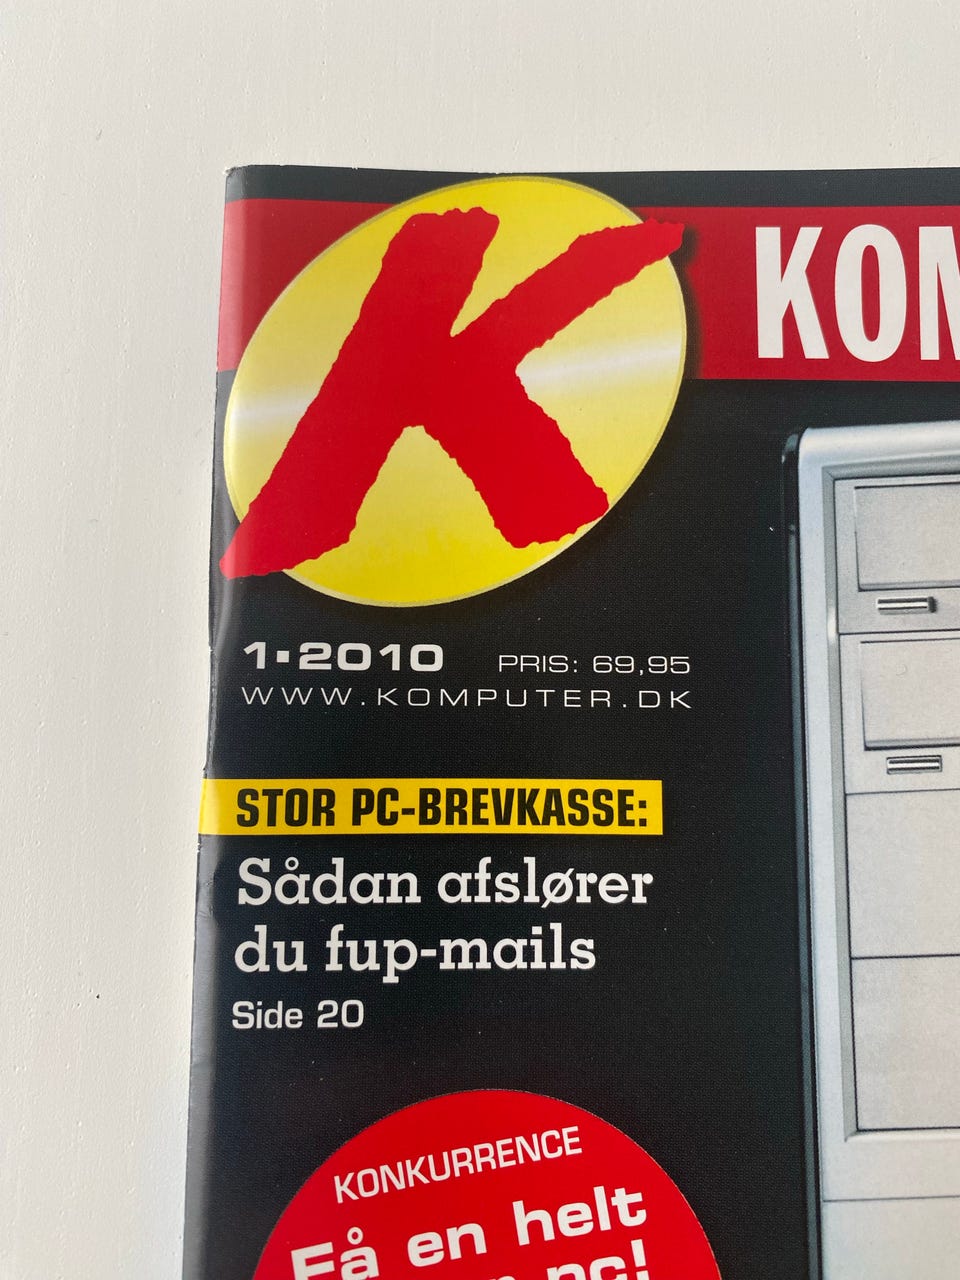 K
KOM
1▪2010 PRIS: 69,95
WWW.KOMPUTER.DK
STOR PC-BREVKASSE:
Sådan afslører
du fup-mails
Side 20
KONKURRENCE
Få en helt
pc!